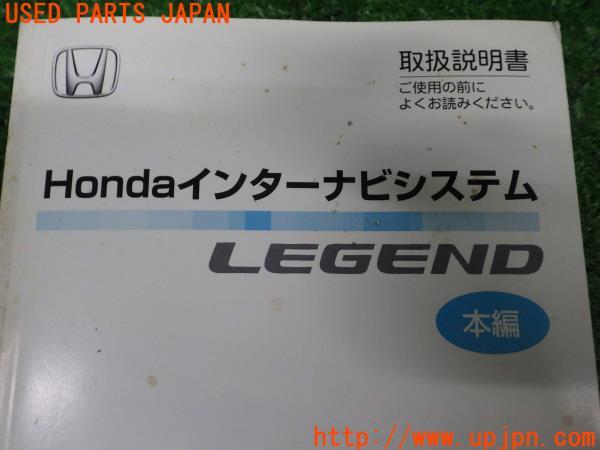 USED PARTS JAPAN
取扱説明書
ご使用の前に
よくお読みください。
Hondaインターナビシステム
LEGEND
本編
http://www.upjpn.com